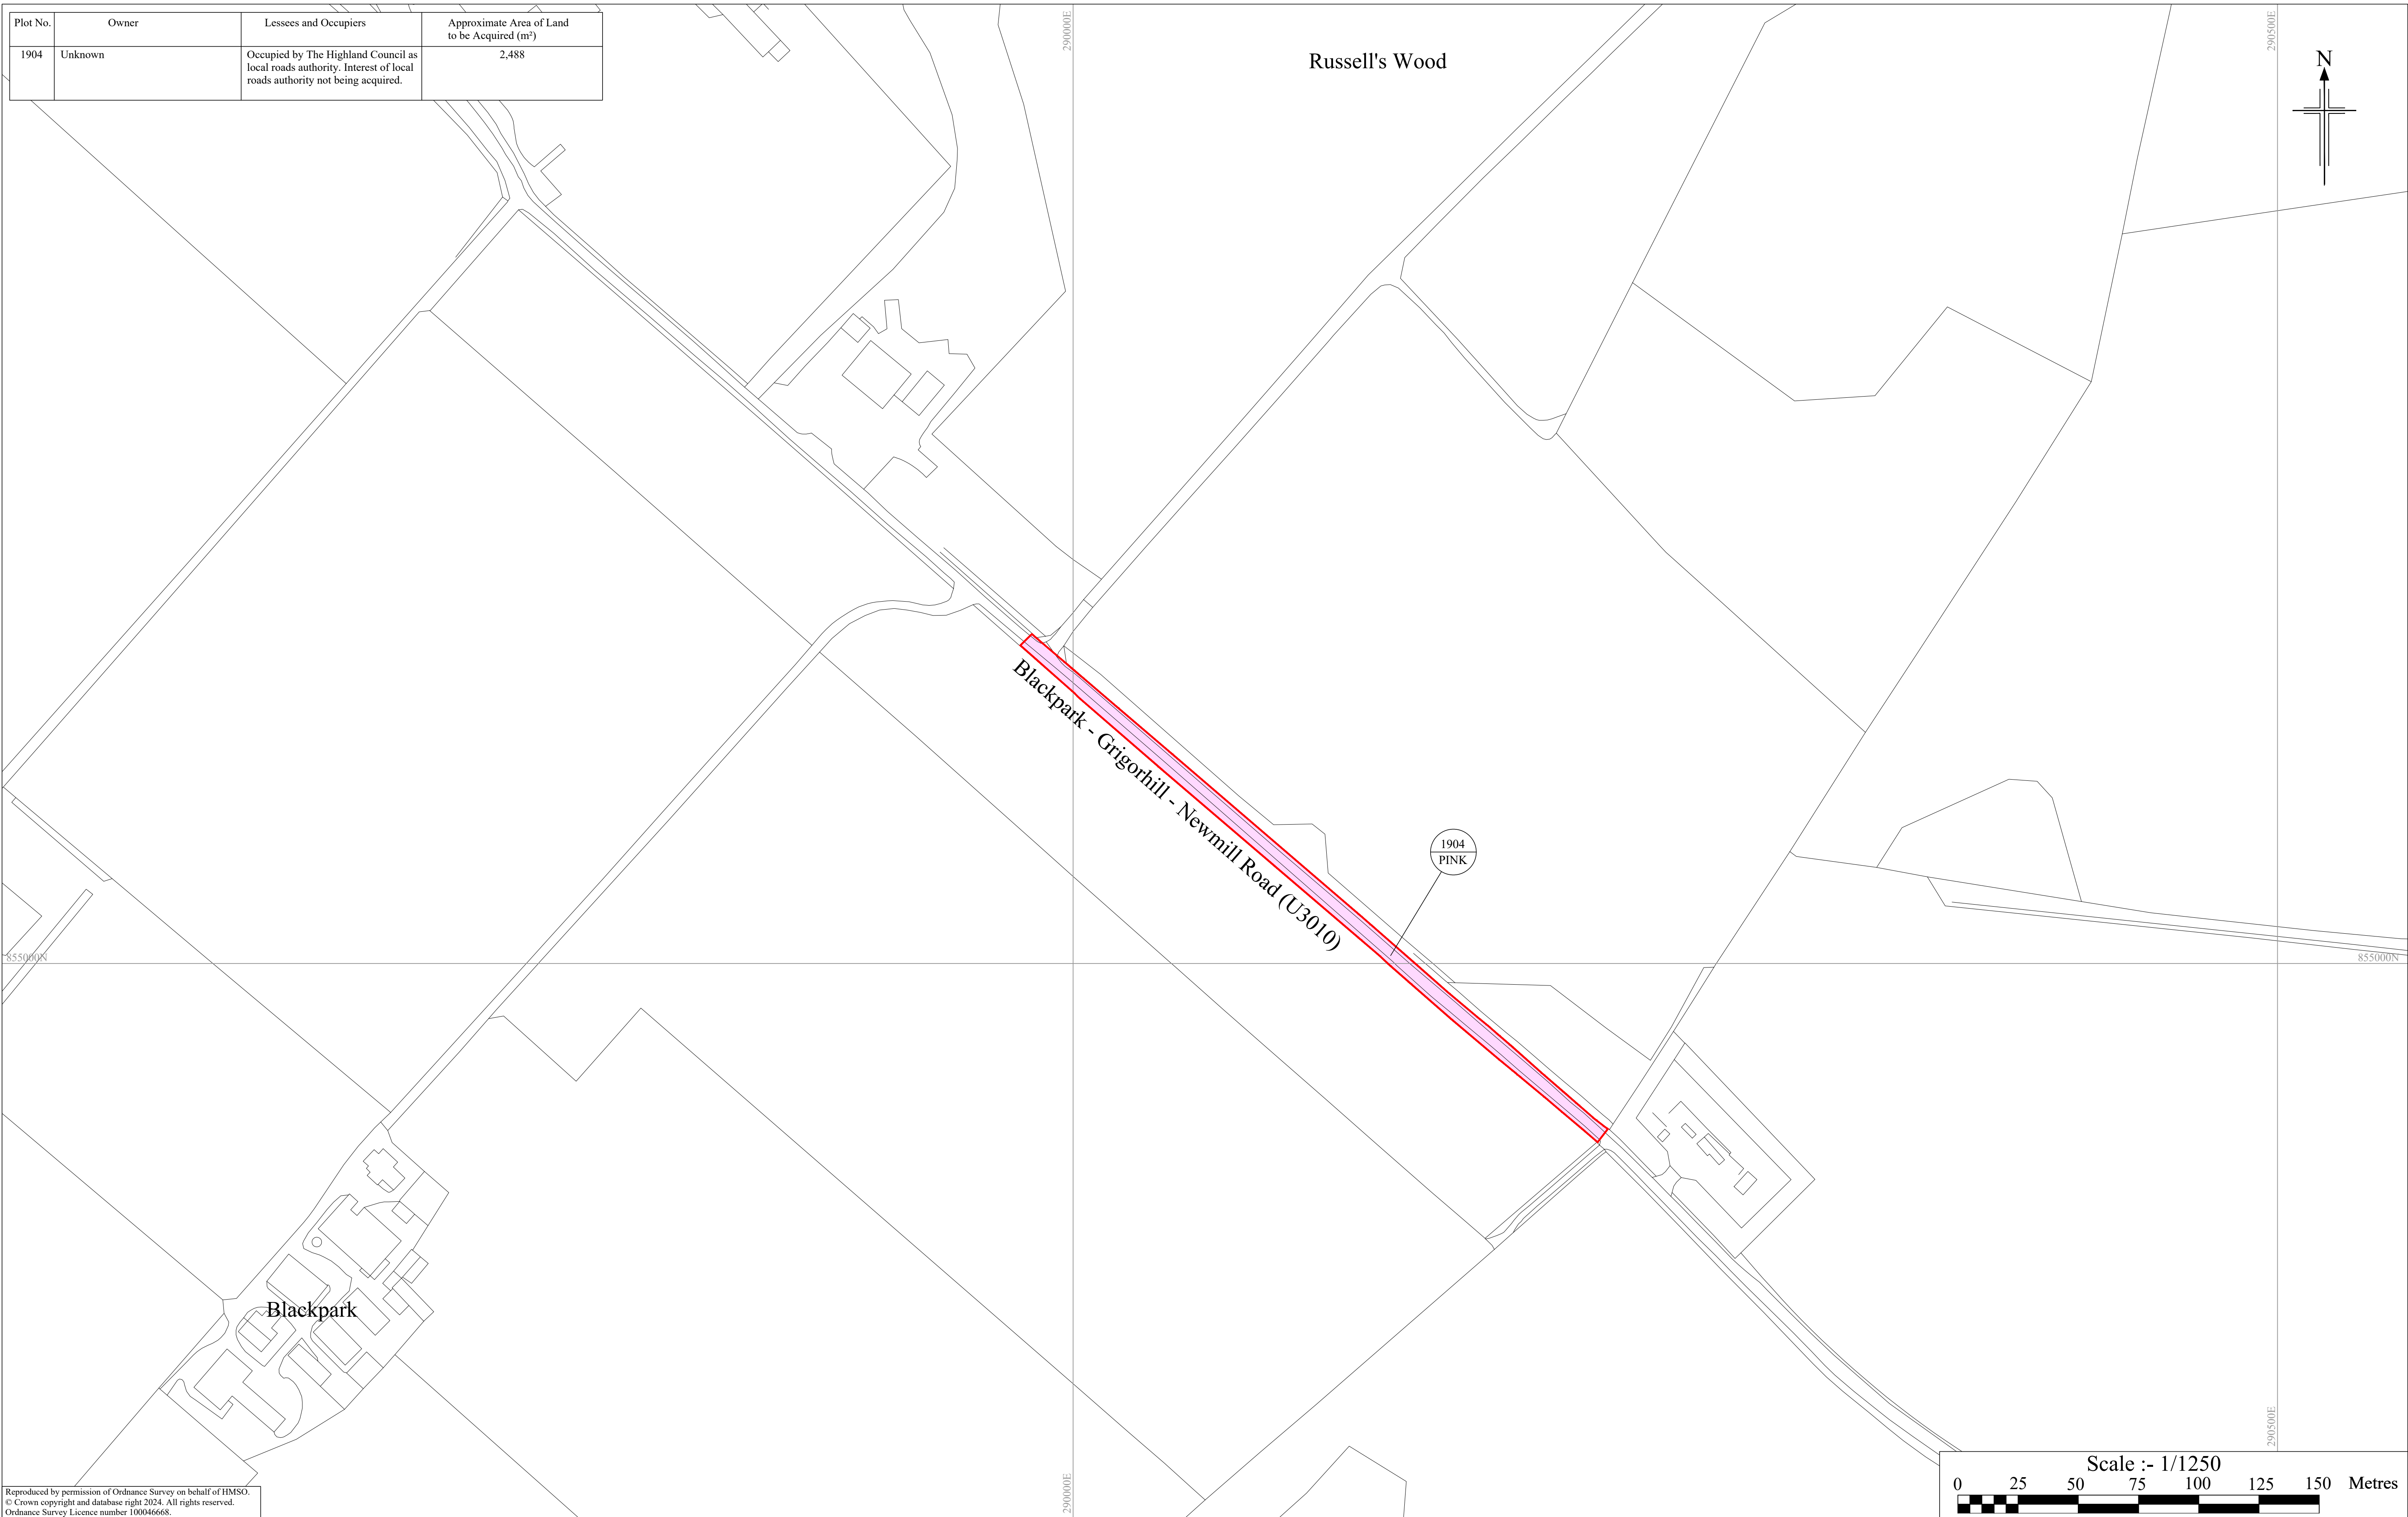 Plot No. Owner Lessees and Occupiers Approximate Area of Land
to be Acquired (m²)
1904 Unknown Occupied by The Highland Council as 2,488
local roads authority. Interest of local
roads authority not being acquired.
290000E
Russell's Wood
290500E
N
Blackpark - Grigorhill - Newmill Road (U3010)
1904
PINK
855000N
855000N
Blackpark
290000E
290500E
Scale :- 1/1250
0 25 50 75 100 125 150 Metres
Reproduced by permission of Ordnance Survey on behalf of HMSO.
© Crown copyright and database right 2024. All rights reserved.
Ordnance Survey Licence number 100046668.